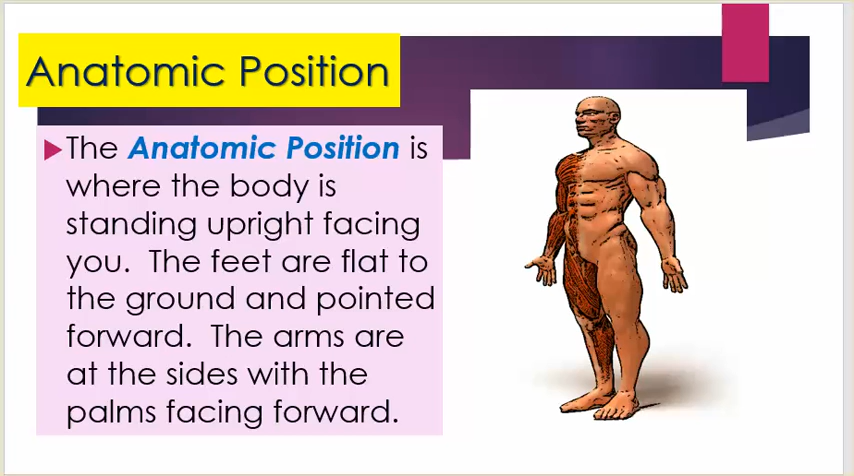 Anatomic Position
The Anatomic Position is
where the body is
standing upright facing
you. The feet are flat to
the ground and pointed
forward. The arms are
at the sides with the
palms facing forward.